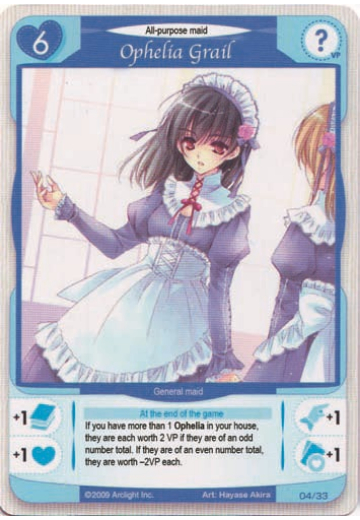 All-purpose maid
6
Ophelia Grail
?
VP
General maid
At the end of the game
If you have more than 1 Ophelia in your house,
they are each worth 2 VP if they are of an odd
number total. If they are of an even number total,
they are worth –2VP each.
+1
+1
+1
+1
©2009 Arclight Inc.
Art: Hayase Akira
04/33